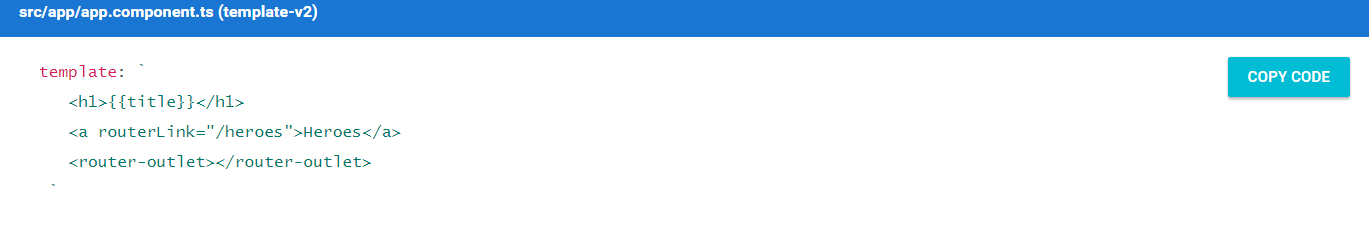 src/app/app.component.ts (template-v2)
template: `
<h1>{{title}}</h1>
<a routerLink="/heroes">Heroes</a>
<router-outlet></router-outlet>
`
COPY CODE